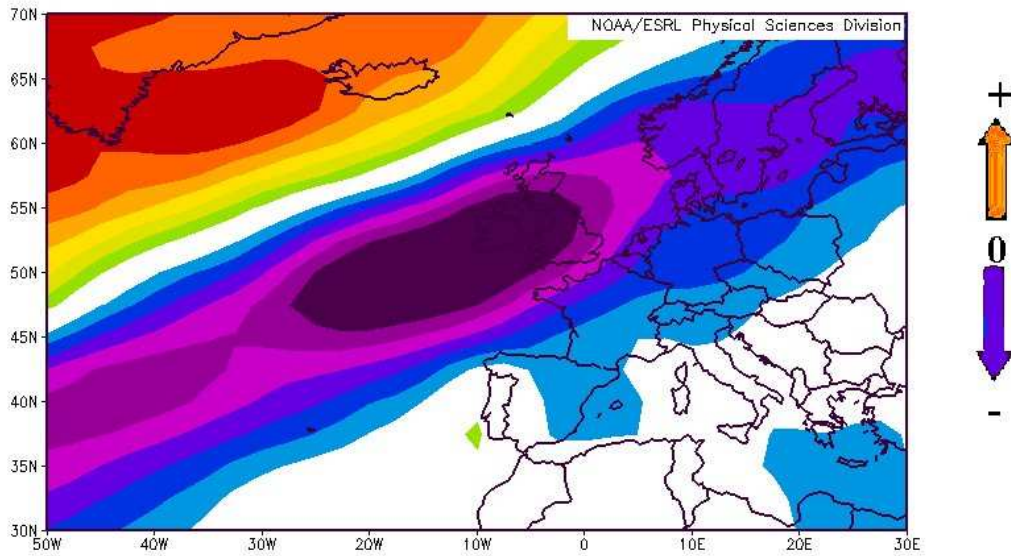 70N
NOAA/ESRL Physical Sciences Division
65N
60N
55N
50N
45N
40N
35N
30N
50W 40W 30W 20W 10W 0 10E 20E 30E
+
0
-